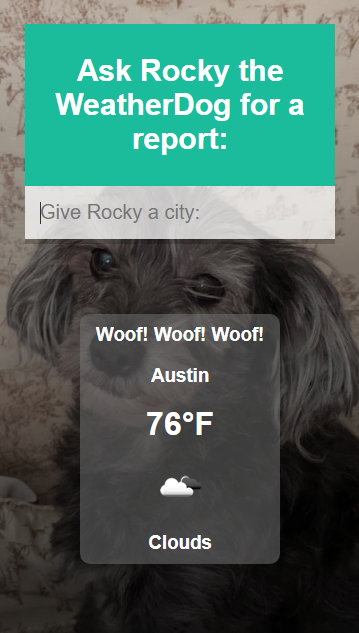 Ask Rocky the
WeatherDog for a
report:
Give Rocky a city:
Woof! Woof! Woof!
Austin
76°F
Clouds